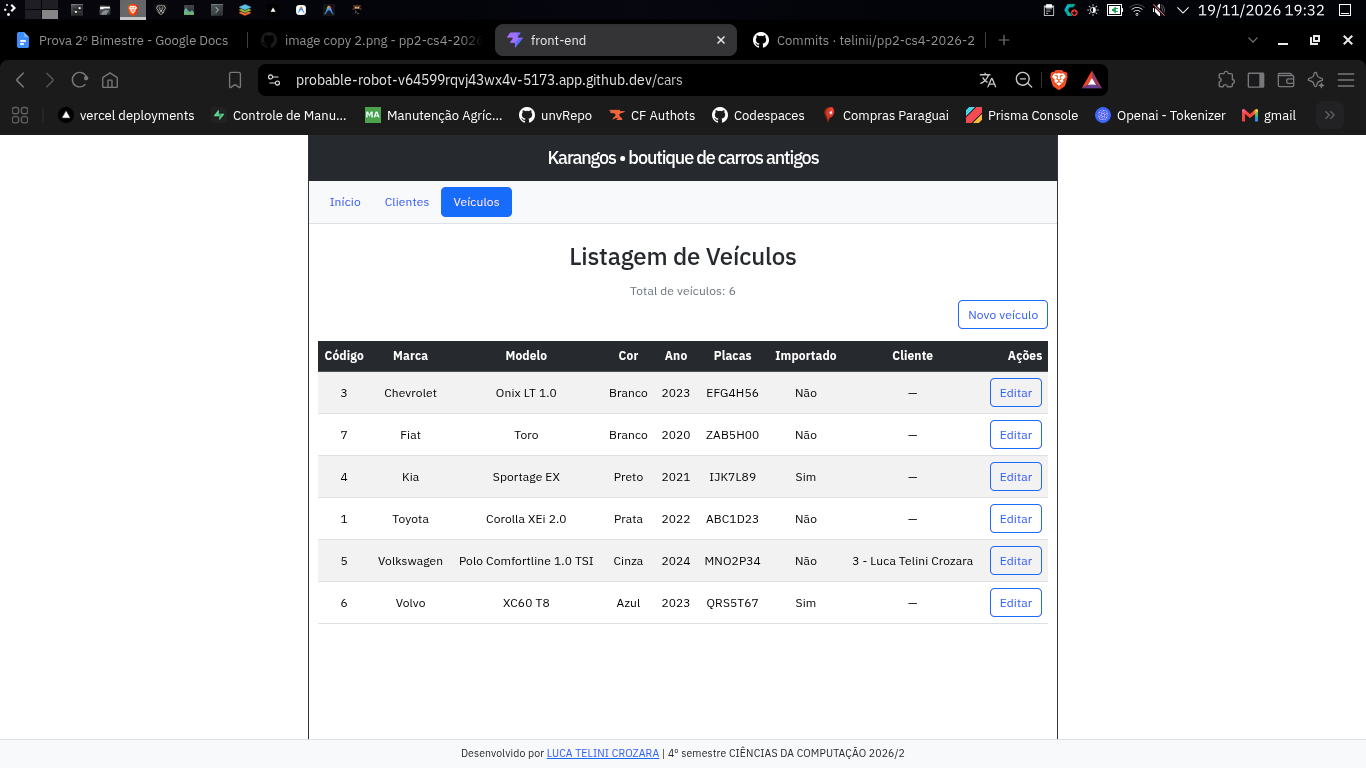 19/11/2026 19:32
Prova 2º Bimestre - Google Docs
image copy 2.png - pp2-cs4-202
front-end
Commits · telinii/pp2-cs4-2026-2
probable-robot-v64599rqvj43wx4v-5173.app.github.dev/cars
vercel deployments
Controle de Manu...
Manutenção Agríc...
unvRepo
CF Authots
Codespaces
Compras Paraguai
Prisma Console
Openai - Tokenizer
gmail
Karangos • boutique de carros antigos
Início Clientes Veículos
Listagem de Veículos
Total de veículos: 6
Novo veículo
Código Marca Modelo Cor Ano Placas Importado Cliente Ações
3 Chevrolet Onix LT 1.0 Branco 2023 EFG4H56 Não — Editar
7 Fiat Toro Branco 2020 ZAB5H00 Não — Editar
4 Kia Sportage EX Preto 2021 IJK7L89 Sim — Editar
1 Toyota Corolla XEi 2.0 Prata 2022 ABC1D23 Não — Editar
5 Volkswagen Polo Comfortline 1.0 TSI Cinza 2024 MNO2P34 Não 3 - Luca Telini Crozara Editar
6 Volvo XC60 T8 Azul 2023 QRS5T67 Sim — Editar
Desenvolvido por LUCA TELINI CROZARA | 4º semestre CIÊNCIAS DA COMPUTAÇÃO 2026/2